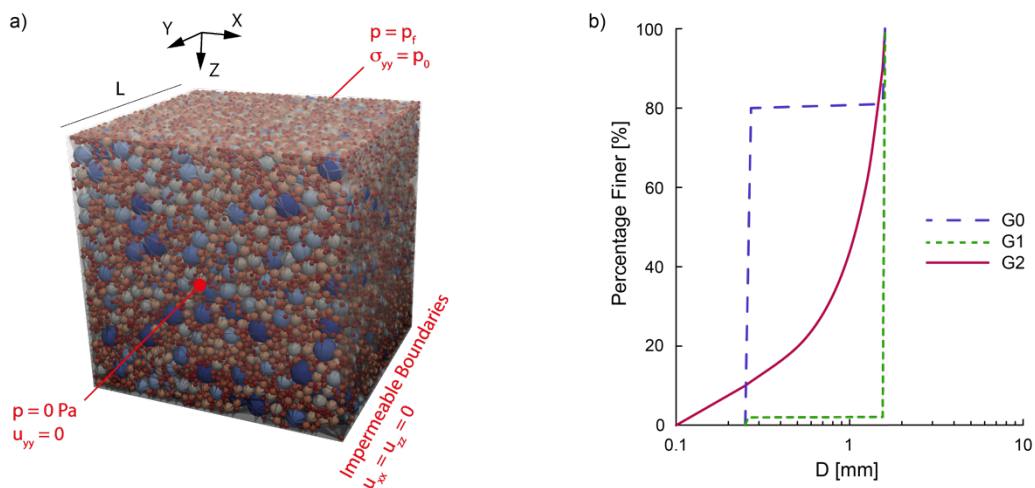 a)
Y
X
Z
L
p = p_f
σ_yy = p_0
p = 0 Pa
u_yy = 0
Impermeable Boundaries
u_xx = u_zz = 0
b)
Percentage Finer [%]
100
80
60
40
20
0
0.1
1
10
D [mm]
G0
G1
G2